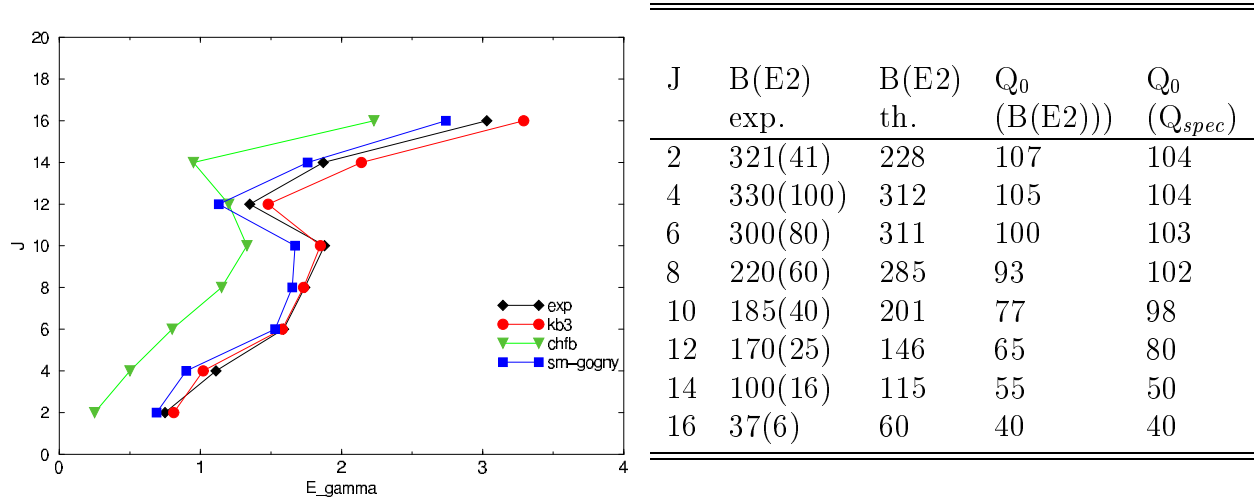 20
18
16
14
12
10
8
6
4
2
0
J
0 1 2 3 4
E_gamma
exp
kb3
chfb
sm-gogny
J B(E2) B(E2) Q₀ Q₀
exp. th. (B(E2))) (Q_spec)
2 321(41) 228 107 104
4 330(100) 312 105 104
6 300(80) 311 100 103
8 220(60) 285 93 102
10 185(40) 201 77 98
12 170(25) 146 65 80
14 100(16) 115 55 50
16 37(6) 60 40 40